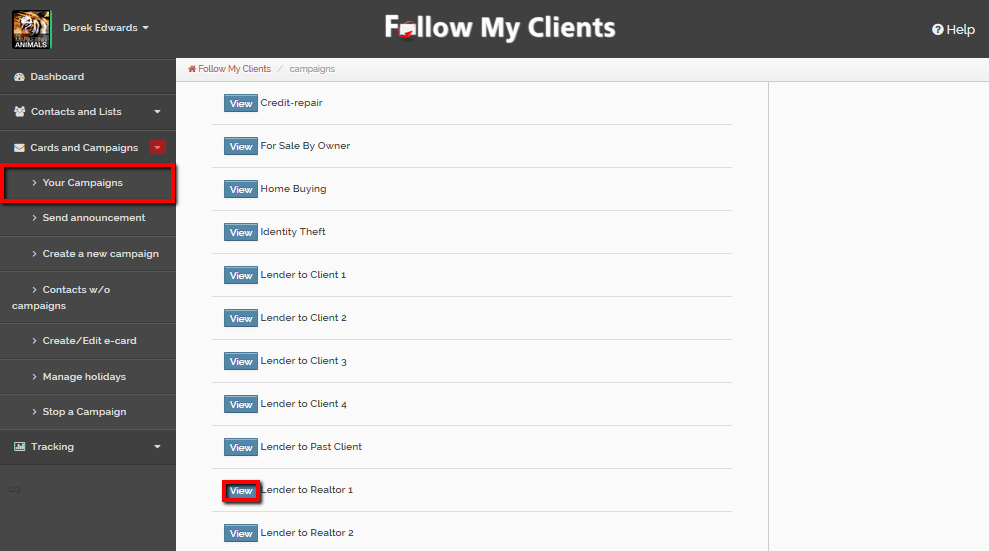 MARKETING
ANIMALS
Derek Edwards
Follow My Clients
Help
Dashboard
Contacts and Lists
Cards and Campaigns
> Your Campaigns
> Send announcement
> Create a new campaign
> Contacts w/o
campaigns
> Create/Edit e-card
> Manage holidays
> Stop a Campaign
Tracking
123
Follow My Clients / campaigns
View Credit-repair
View For Sale By Owner
View Home Buying
View Identity Theft
View Lender to Client 1
View Lender to Client 2
View Lender to Client 3
View Lender to Client 4
View Lender to Past Client
View Lender to Realtor 1
View Lender to Realtor 2